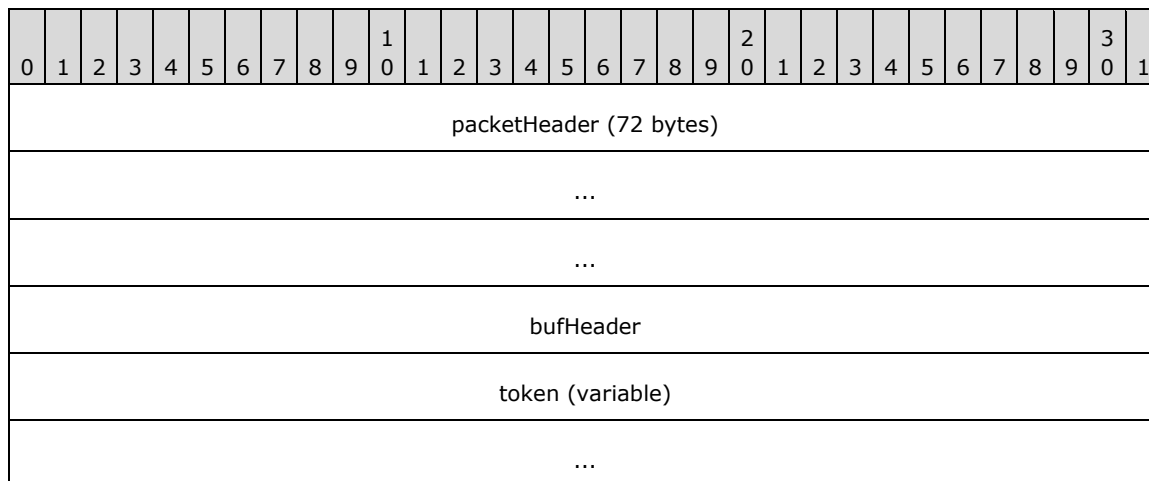 1 2 3
0 1 2 3 4 5 6 7 8 9 0 1 2 3 4 5 6 7 8 9 0 1 2 3 4 5 6 7 8 9 0 1
packetHeader (72 bytes)
...
...
bufHeader
token (variable)
...